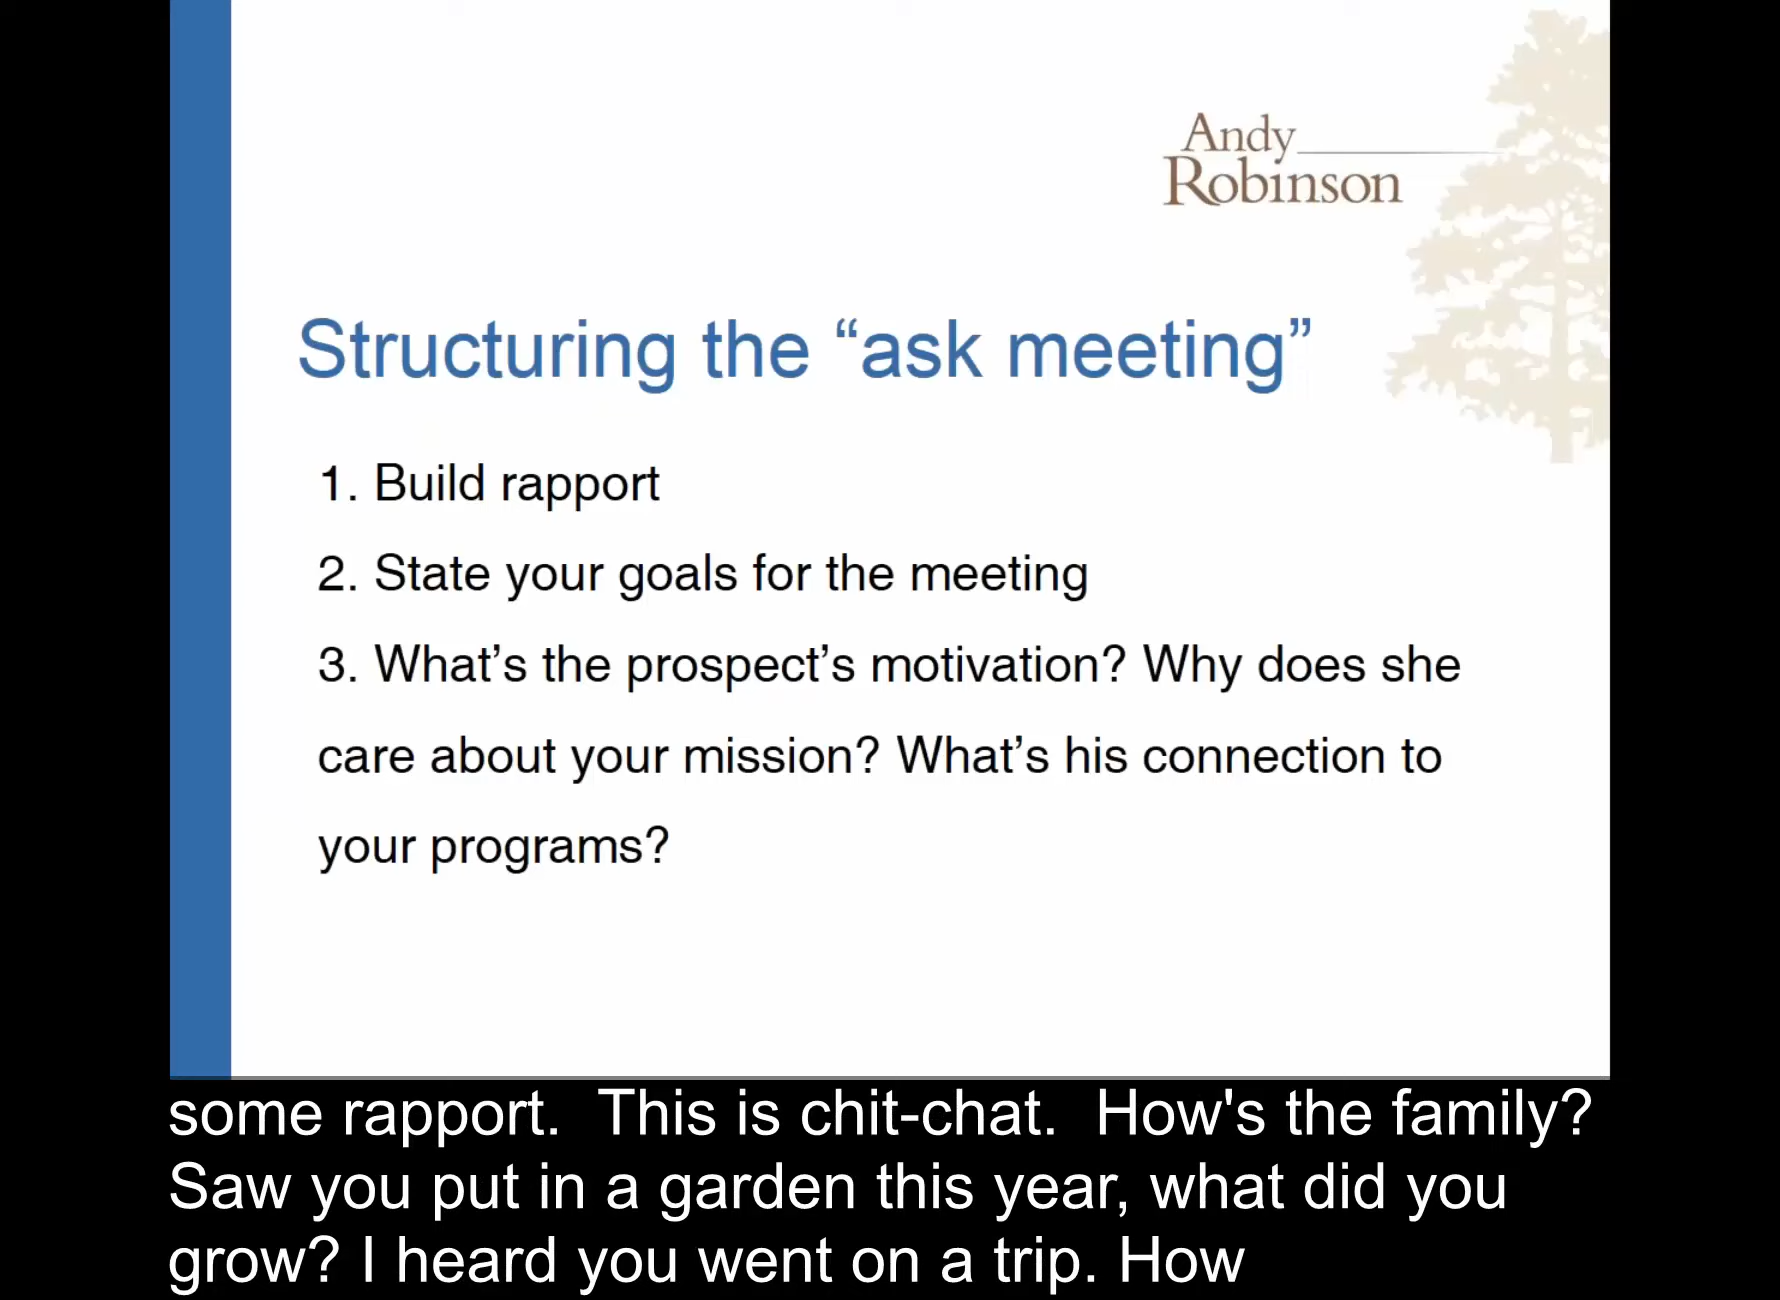 Andy
Robinson
Structuring the “ask meeting”
1. Build rapport
2. State your goals for the meeting
3. What’s the prospect’s motivation? Why does she
care about your mission? What’s his connection to
your programs?
some rapport.  This is chit-chat.  How's the family?
Saw you put in a garden this year, what did you
grow? I heard you went on a trip. How